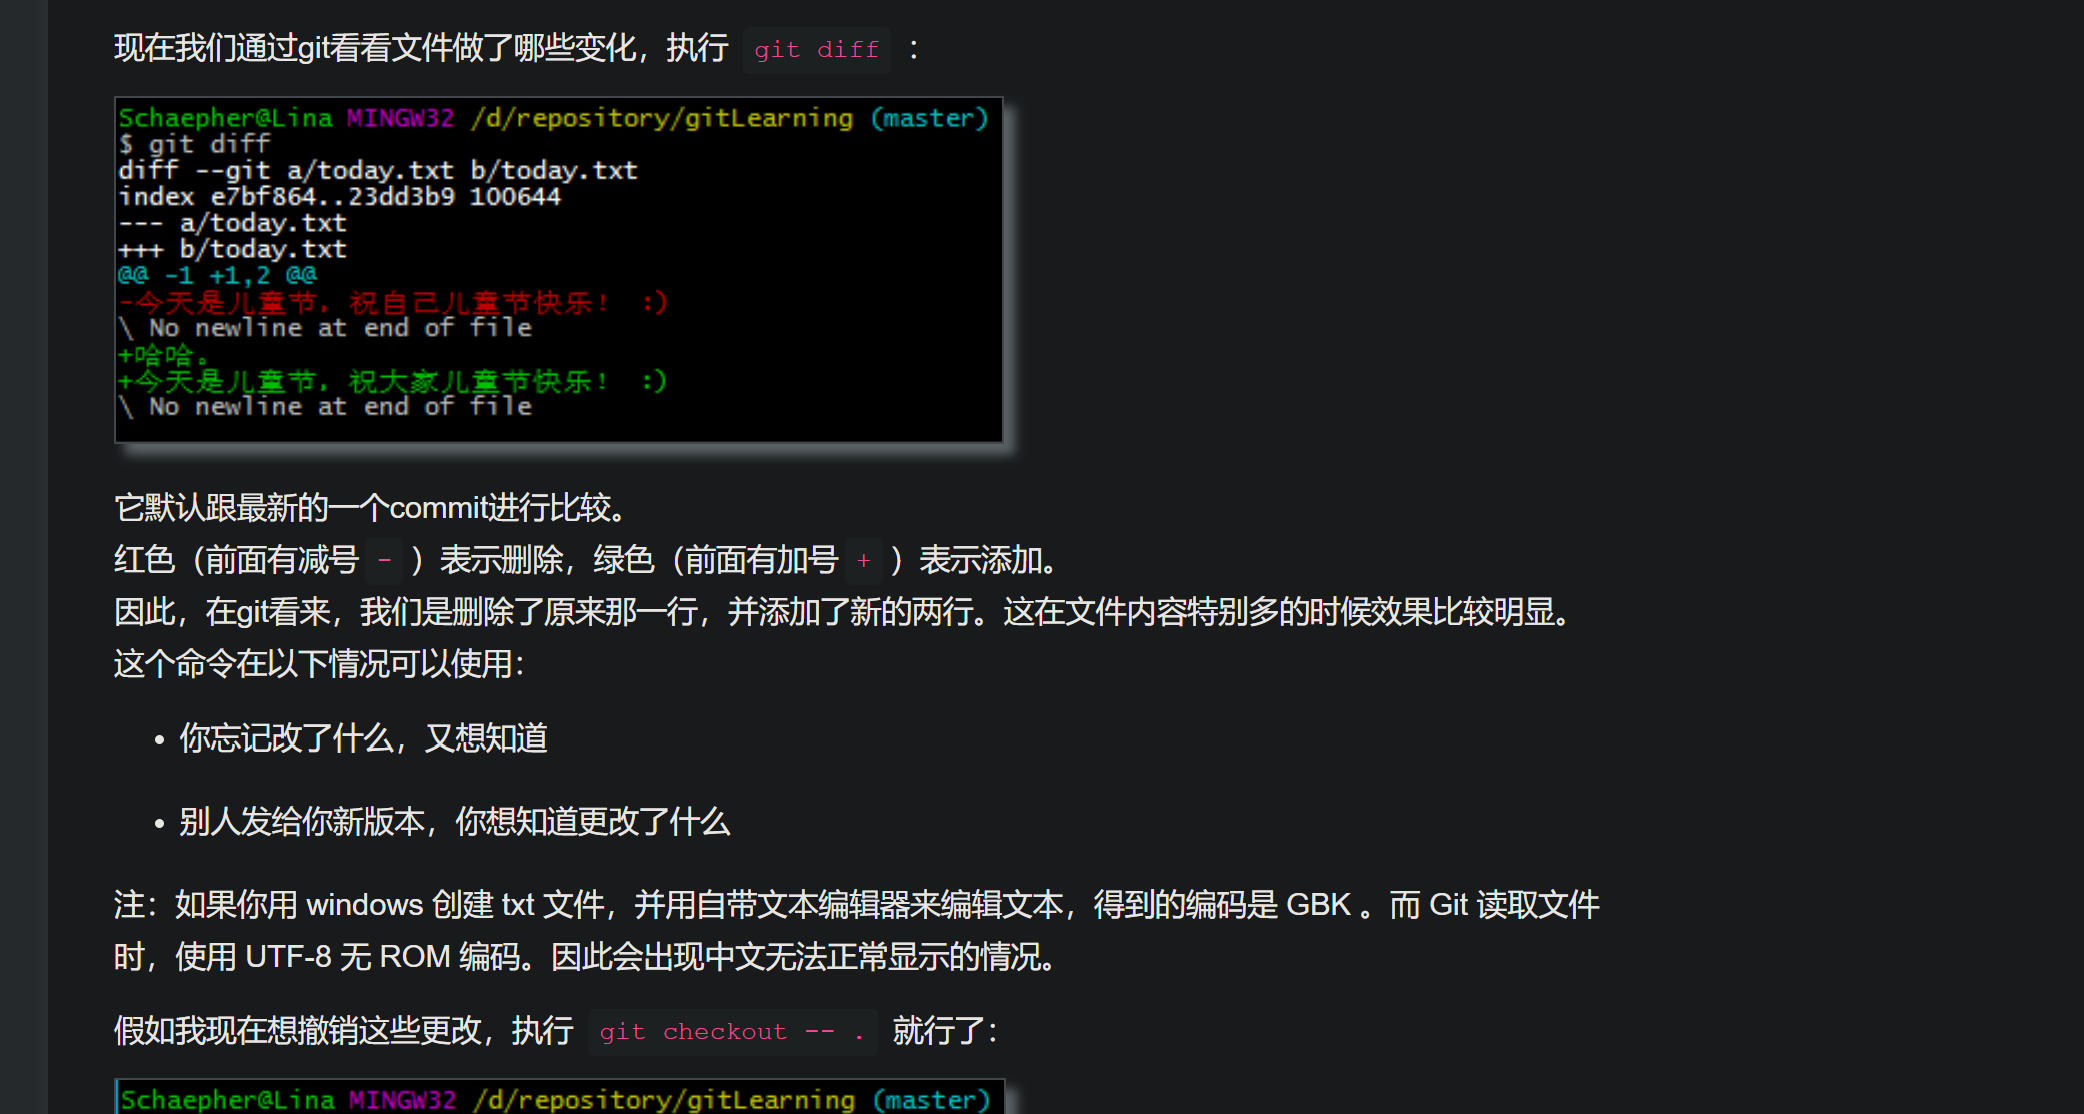 现在我们通过git看看文件做了哪些变化，执行 git diff ：
Schaepher@Lina MINGW32 /d/repository/gitLearning (master)
$ git diff
diff --git a/today.txt b/today.txt
index e7bf864..23dd3b9 100644
--- a/today.txt
+++ b/today.txt
@@ -1 +1,2 @@
-今天是儿童节，祝自己儿童节快乐！ :)
\ No newline at end of file
+哈哈。
+今天是儿童节，祝大家儿童节快乐！ :)
\ No newline at end of file
它默认跟最新的一个commit进行比较。
红色（前面有减号 - ）表示删除，绿色（前面有加号 + ）表示添加。
因此，在git看来，我们是删除了原来那一行，并添加了新的两行。这在文件内容特别多的时候效果比较明显。
这个命令在以下情况可以使用：
• 你忘记改了什么，又想知道
• 别人发给你新版本，你想知道更改了什么
注：如果你用 windows 创建 txt 文件，并用自带文本编辑器来编辑文本，得到的编码是 GBK 。而 Git 读取文件
时，使用 UTF-8 无 ROM 编码。因此会出现中文无法正常显示的情况。
假如我现在想撤销这些更改，执行 git checkout -- . 就行了：
Schaepher@Lina MINGW32 /d/repository/gitLearning (master)